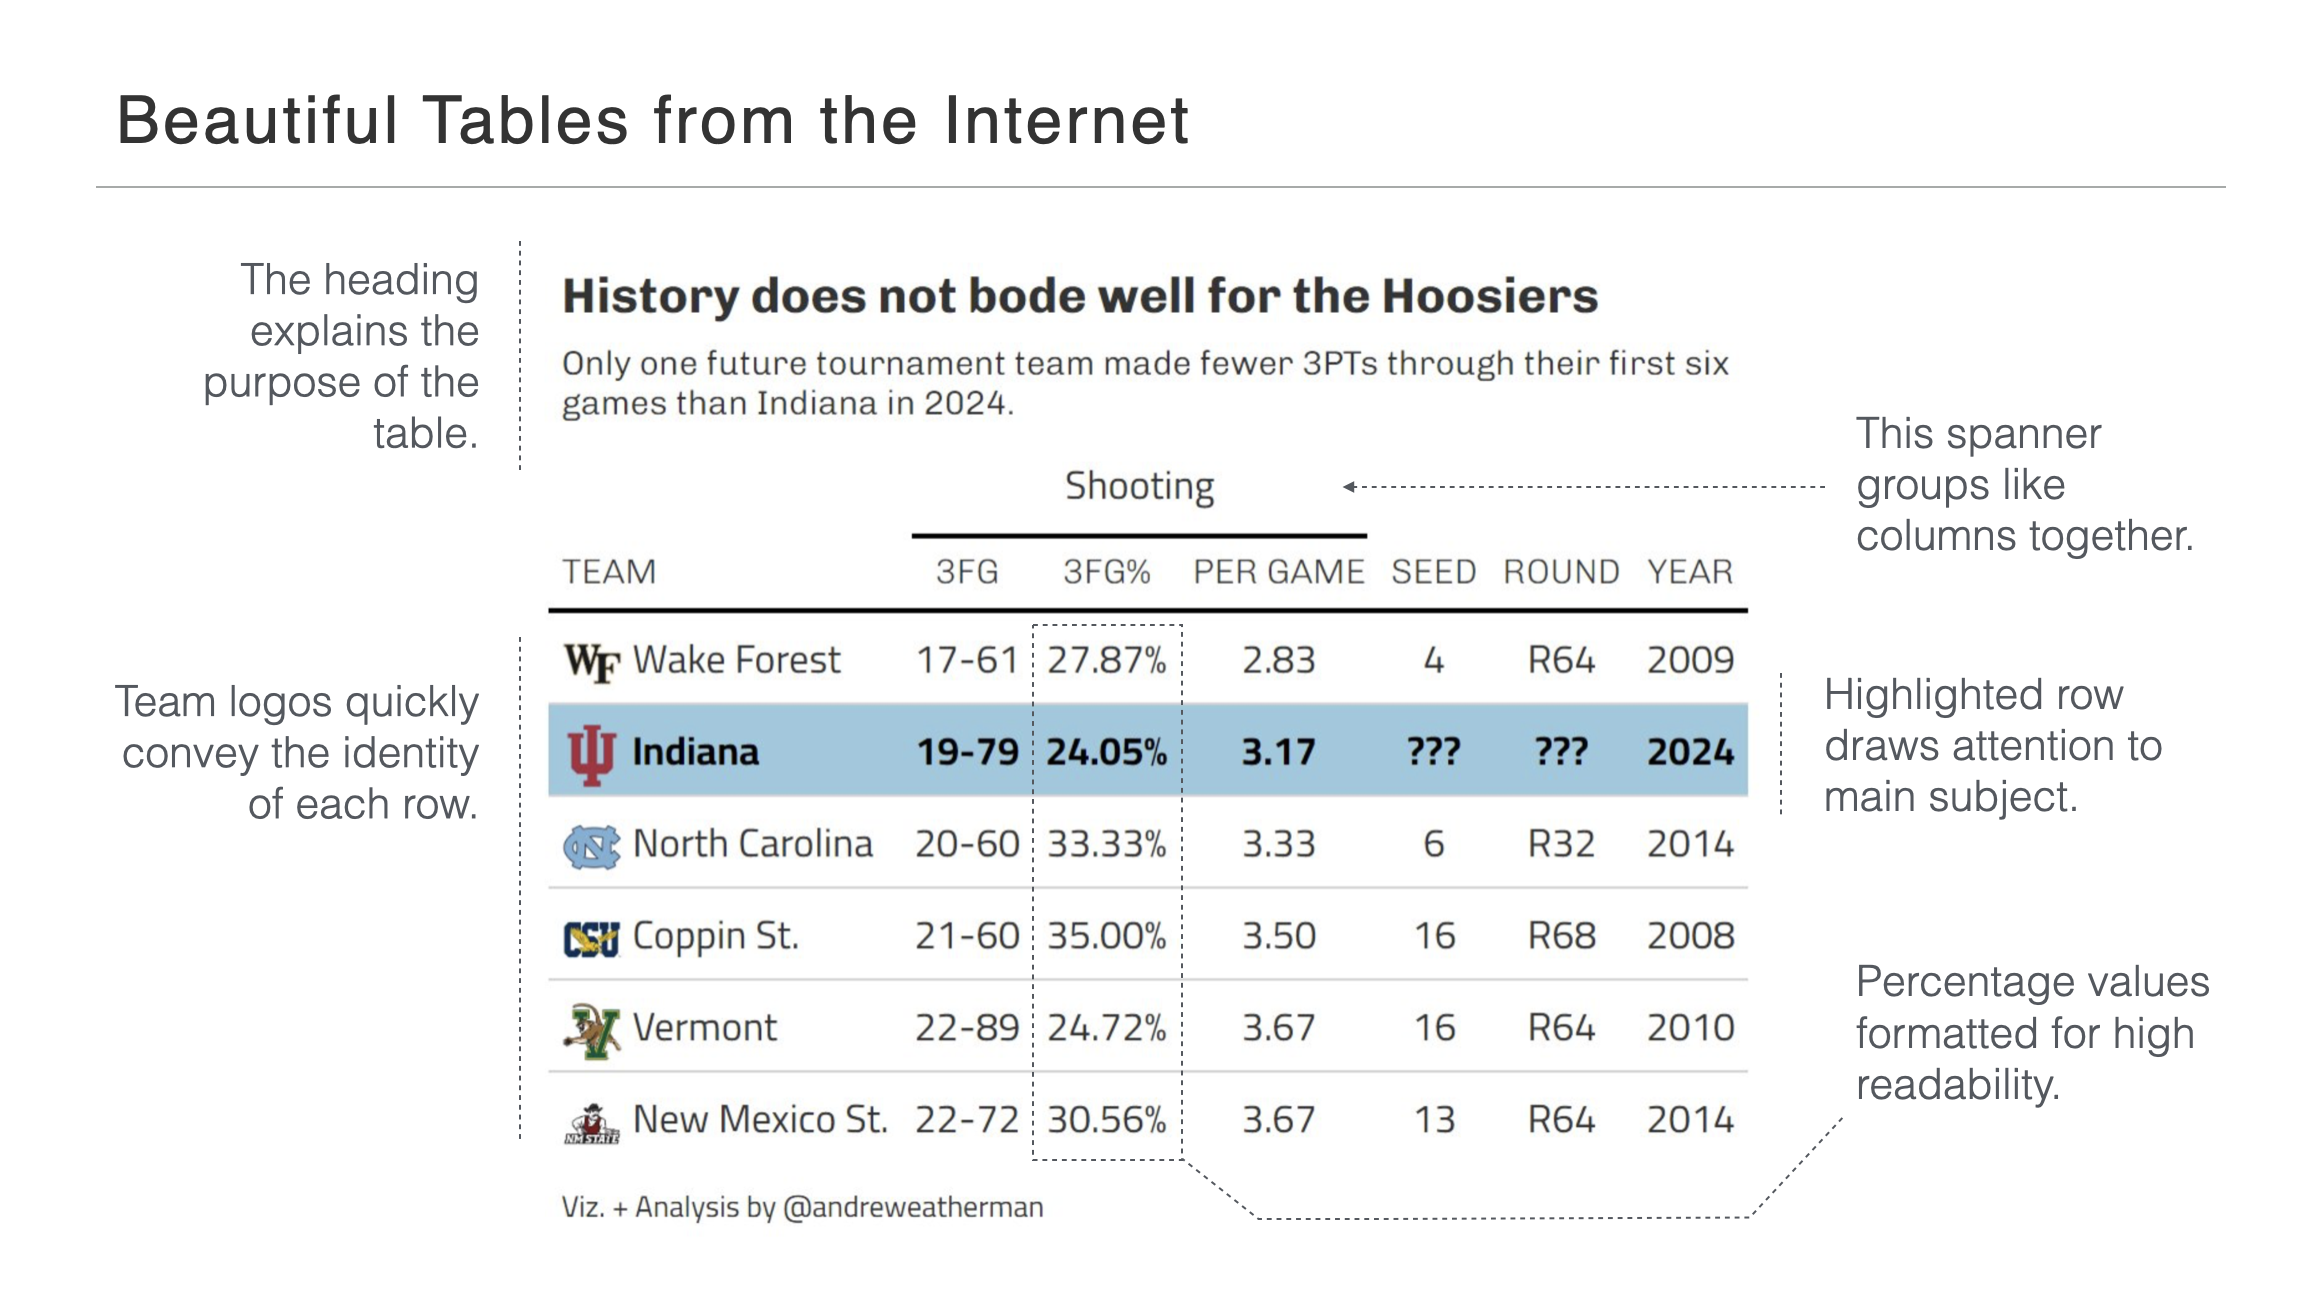 Beautiful Tables from the Internet
The heading
explains the
purpose of the
table.
History does not bode well for the Hoosiers
Only one future tournament team made fewer 3PTs through their first six
games than Indiana in 2024.
This spanner
groups like
columns together.
Shooting
TEAM 3FG 3FG% PER GAME SEED ROUND YEAR
WF Wake Forest 17-61 27.87% 2.83 4 R64 2009
Indiana 19-79 24.05% 3.17 ??? ??? 2024
NC North Carolina 20-60 33.33% 3.33 6 R32 2014
CSU Coppin St. 21-60 35.00% 3.50 16 R68 2008
V Vermont 22-89 24.72% 3.67 16 R64 2010
NM STATE New Mexico St. 22-72 30.56% 3.67 13 R64 2014
Team logos quickly
convey the identity
of each row.
Highlighted row
draws attention to
main subject.
Percentage values
formatted for high
readability.
Viz. + Analysis by @andreweatherman